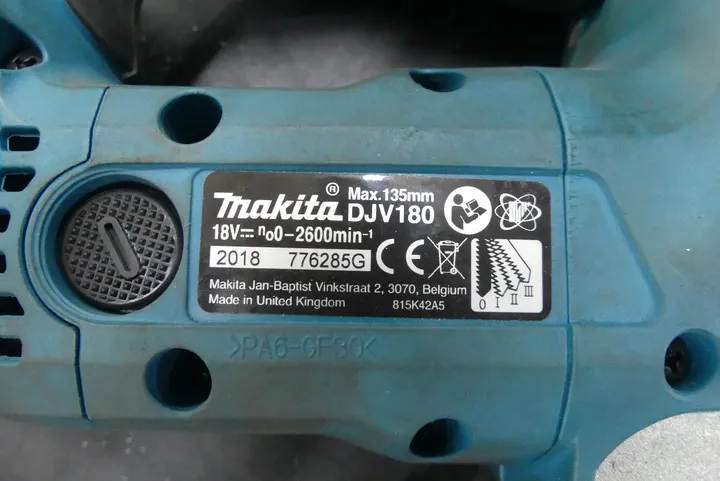 makita® Max.135mm
DJV180
18V⎓ n₀0-2600min⁻¹
2018 776285G
CE
Makita Jan-Baptist Vinkstraat 2, 3070, Belgium
Made in United Kingdom 815K42A5
0 I II III
>PA6-GF30<